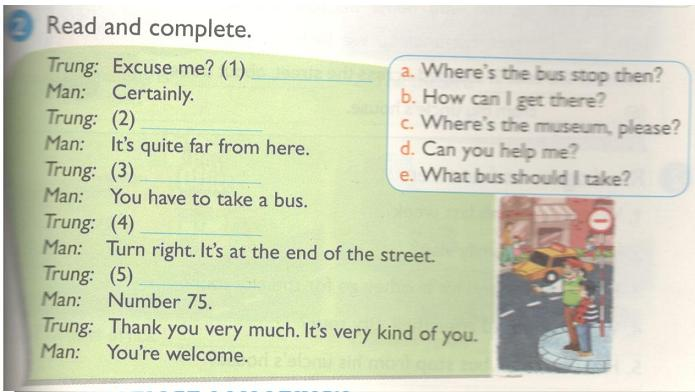 2 Read and complete.
Trung: Excuse me? (1)
Man: Certainly.
Trung: (2)
Man: It's quite far from here.
Trung: (3)
Man: You have to take a bus.
Trung: (4)
Man: Turn right. It's at the end of the street.
Trung: (5)
Man: Number 75.
Trung: Thank you very much. It's very kind of you.
Man: You're welcome.
a. Where's the bus stop then?
b. How can I get there?
c. Where's the museum, please?
d. Can you help me?
e. What bus should I take?